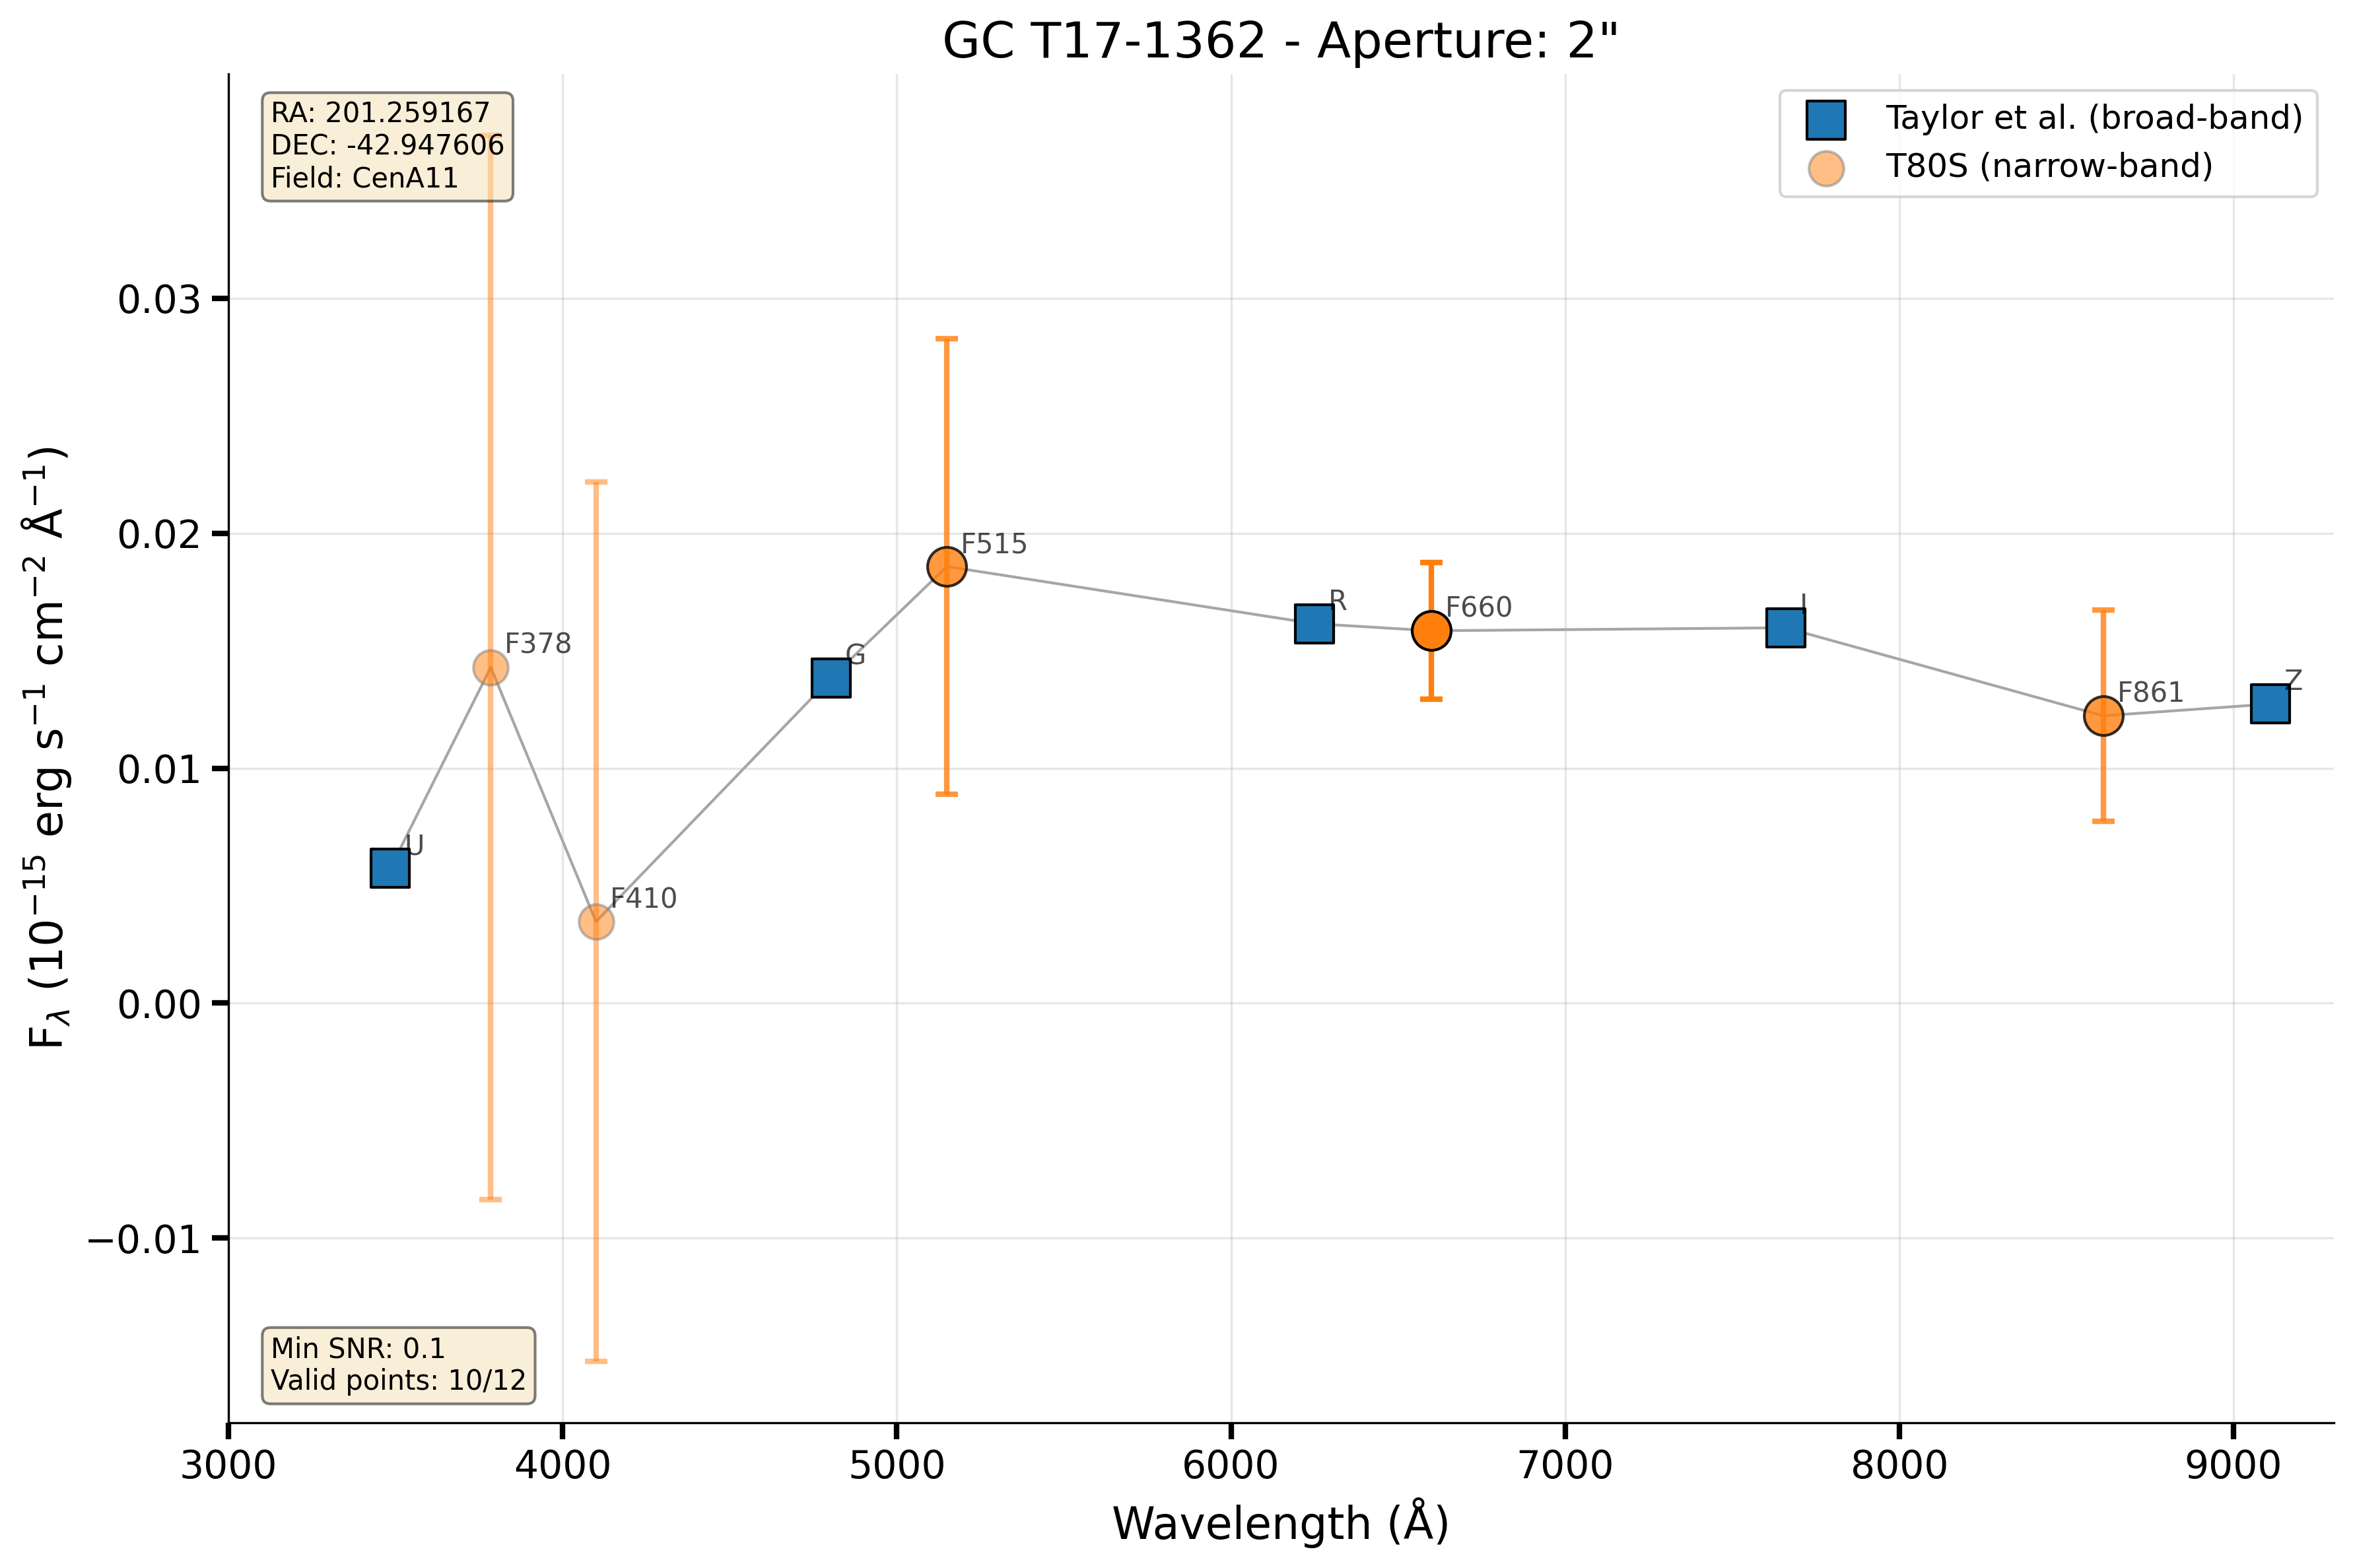 GC T17-1362 - Aperture: 2"
RA: 201.259167
DEC: -42.947606
Field: CenA11
Taylor et al. (broad-band)
T80S (narrow-band)
F_λ (10⁻¹⁵ erg s⁻¹ cm⁻² Å⁻¹)
0.03
0.02
0.01
0.00
−0.01
U
F378
F410
G
F515
R
F660
I
F861
Z
Min SNR: 0.1
Valid points: 10/12
3000 4000 5000 6000 7000 8000 9000
Wavelength (Å)